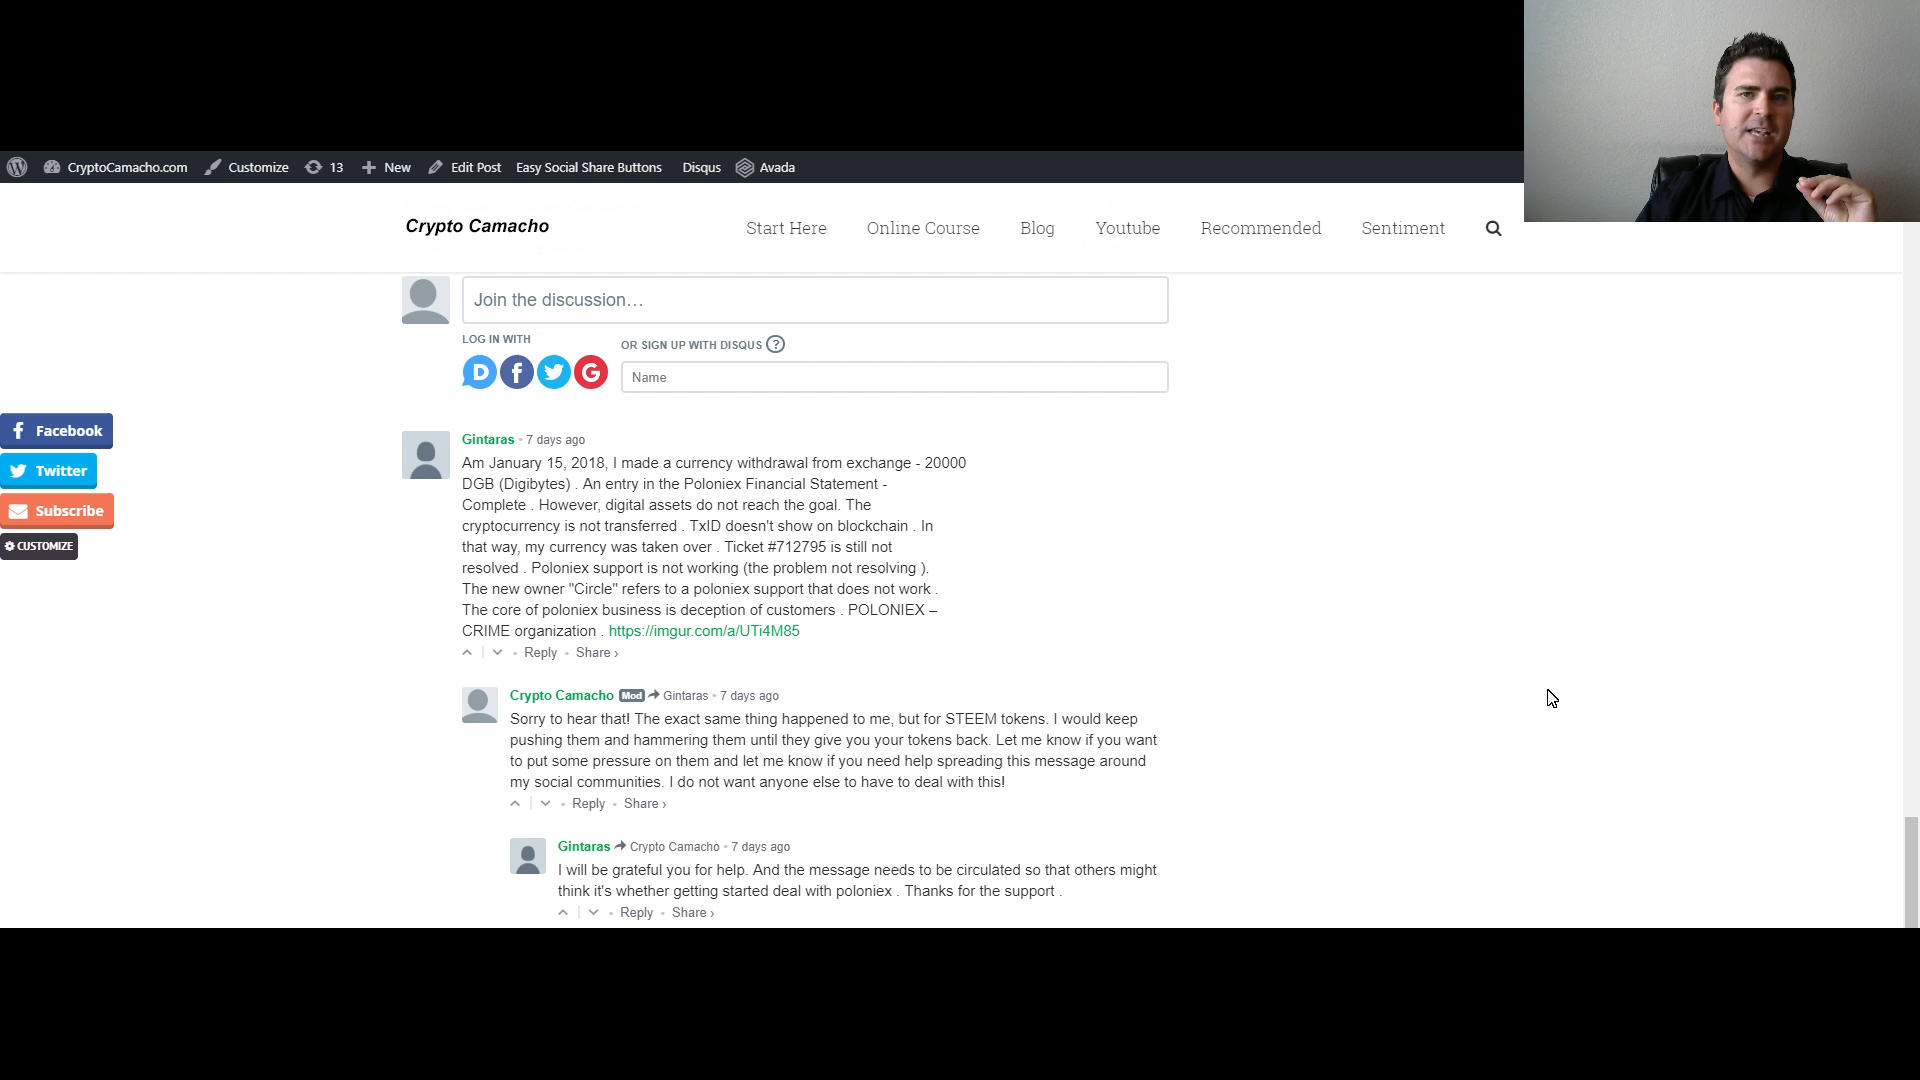 CryptoCamacho.com Customize 13 New Edit Post Easy Social Share Buttons Disqus Avada
Crypto Camacho
Start Here Online Course Blog Youtube Recommended Sentiment
Join the discussion…
LOG IN WITH
OR SIGN UP WITH DISQUS ?
D f G
Name
Facebook
Twitter
Subscribe
CUSTOMIZE
Gintaras • 7 days ago
Am January 15, 2018, I made a currency withdrawal from exchange - 20000
DGB (Digibytes) . An entry in the Poloniex Financial Statement -
Complete . However, digital assets do not reach the goal. The
cryptocurrency is not transferred . TxID doesn't show on blockchain . In
that way, my currency was taken over . Ticket #712795 is still not
resolved . Poloniex support is not working (the problem not resolving ).
The new owner "Circle" refers to a poloniex support that does not work .
The core of poloniex business is deception of customers . POLONIEX –
CRIME organization . https://imgur.com/a/UTi4M85
• Reply • Share ›
Crypto Camacho Mod Gintaras • 7 days ago
Sorry to hear that! The exact same thing happened to me, but for STEEM tokens. I would keep
pushing them and hammering them until they give you your tokens back. Let me know if you want
to put some pressure on them and let me know if you need help spreading this message around
my social communities. I do not want anyone else to have to deal with this!
• Reply • Share ›
Gintaras Crypto Camacho • 7 days ago
I will be grateful you for help. And the message needs to be circulated so that others might
think it's whether getting started deal with poloniex . Thanks for the support .
• Reply • Share ›